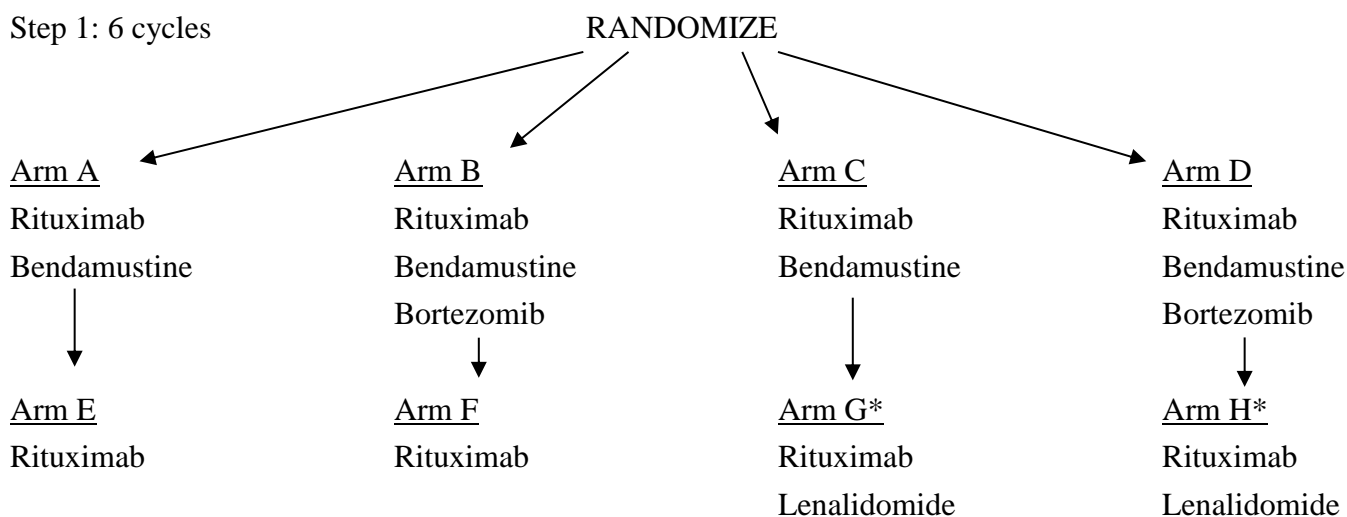 Step 1: 6 cycles RANDOMIZE
Arm A Arm B Arm C Arm D
Rituximab Rituximab Rituximab Rituximab
Bendamustine Bendamustine Bendamustine Bendamustine
Bortezomib Bortezomib
Arm E Arm F Arm G* Arm H*
Rituximab Rituximab Rituximab Rituximab
Lenalidomide Lenalidomide